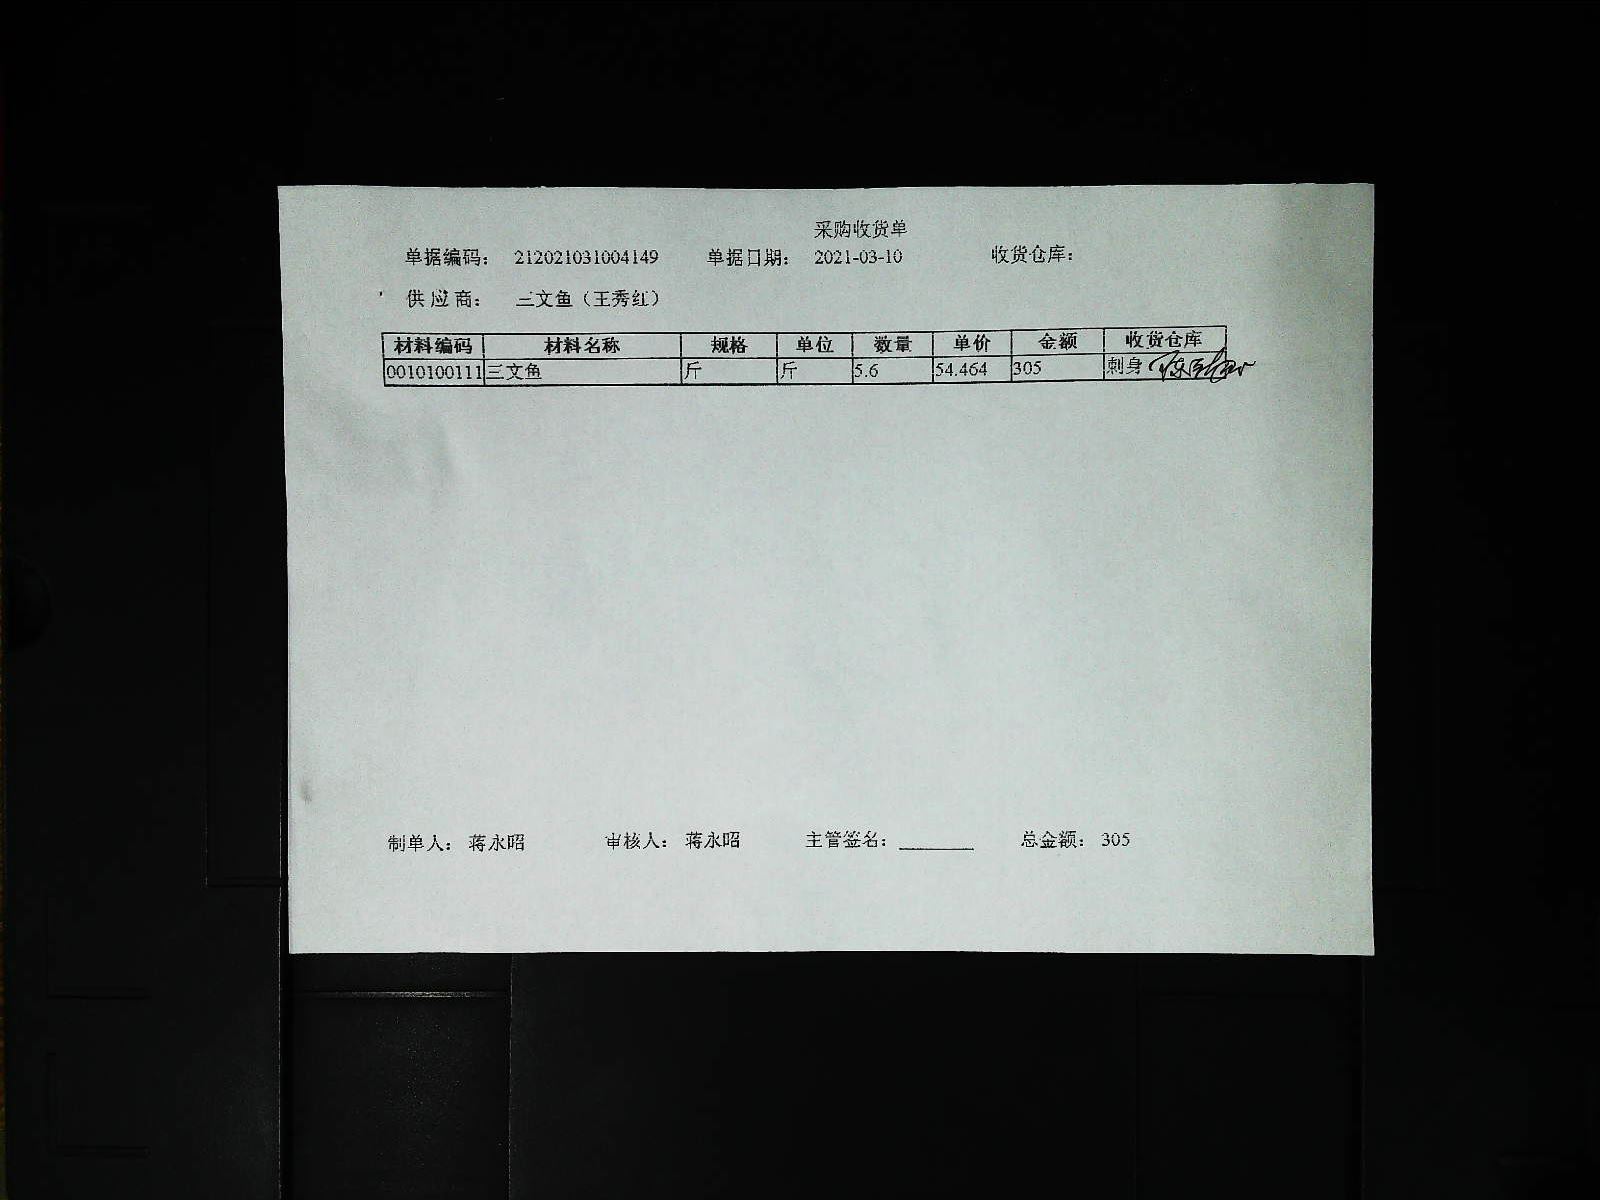 采购收货单
单据编码: 212021031004149 单据日期: 2021-03-10 收货仓库:
供应商: 三文鱼（王秀红）
材料编码 材料名称 规格 单位 数量 单价 金额 收货仓库
0010100111 三文鱼 斤 斤 5.6 54.464 305 刺身
制单人: 蒋永昭 审核人: 蒋永昭 主管签名: 总金额: 305